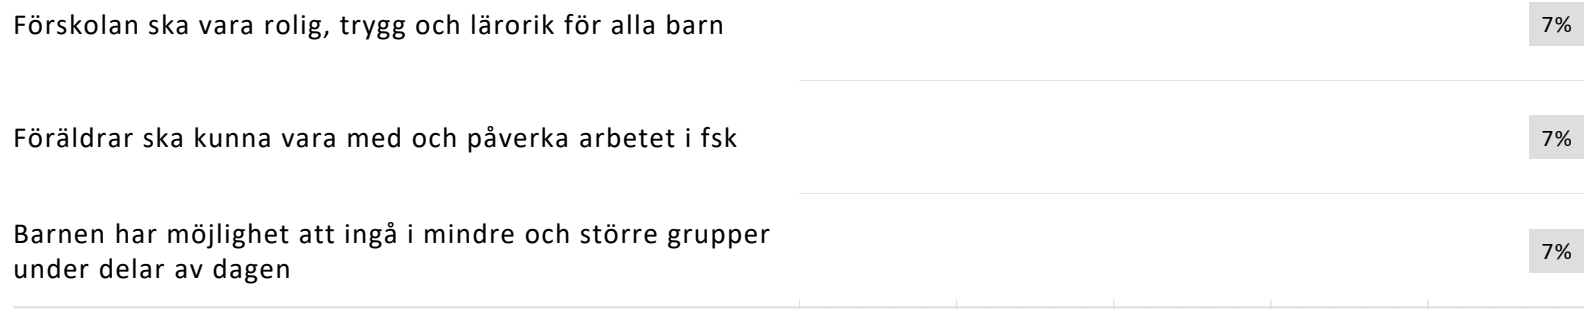 Förskolan ska vara rolig, trygg och lärorik för alla barn 7%
Föräldrar ska kunna vara med och påverka arbetet i fsk 7%
Barnen har möjlighet att ingå i mindre och större grupper
under delar av dagen 7%